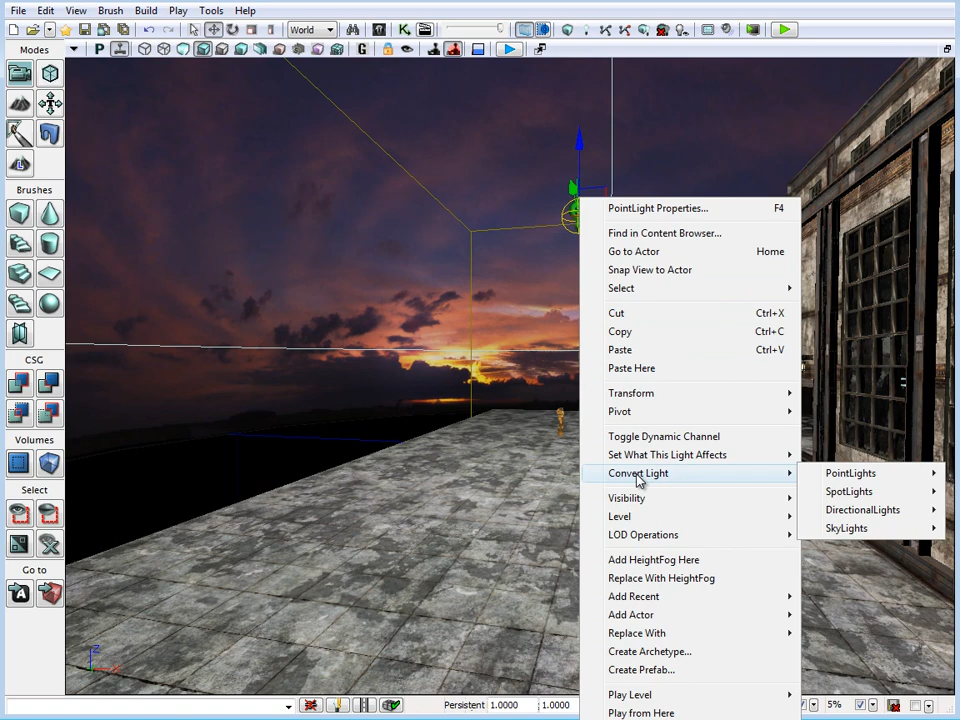 File Edit View Brush Build Play Tools Help
World
Modes
P
G
Brushes
CSG
Volumes
Select
Go to
A
PointLight Properties... F4
Find in Content Browser...
Go to Actor Home
Snap View to Actor
Select
Cut Ctrl+X
Copy Ctrl+C
Paste Ctrl+V
Paste Here
Transform
Pivot
Toggle Dynamic Channel
Set What This Light Affects
Convert Light
PointLights
SpotLights
DirectionalLights
SkyLights
Visibility
Level
LOD Operations
Add HeightFog Here
Replace With HeightFog
Add Recent
Add Actor
Replace With
Create Archetype...
Create Prefab...
Play Level
Play from Here
Z
X
Persistent 1.0000 : 1.0000 5%